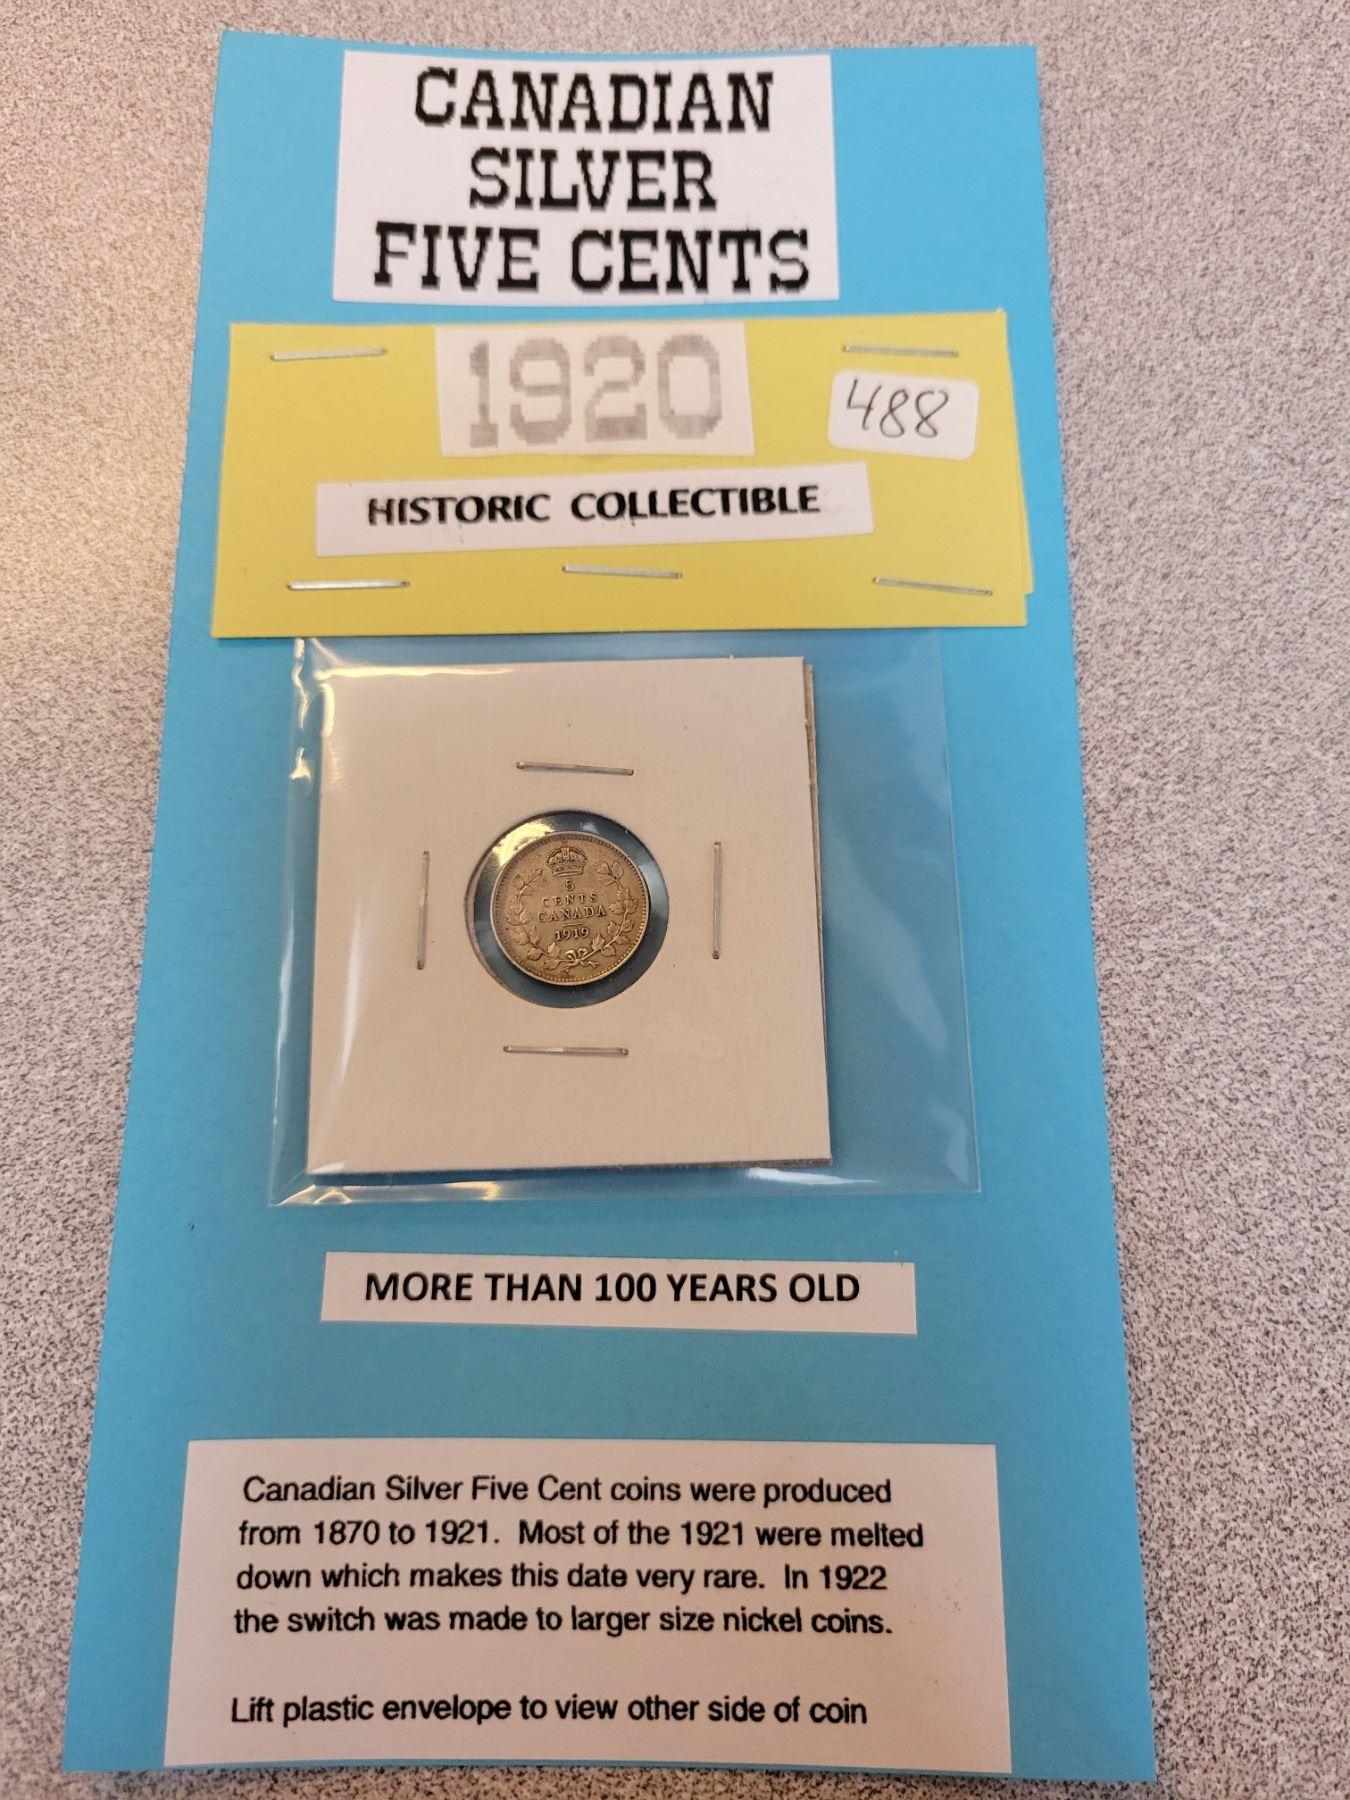 CANADIAN
SILVER
FIVE CENTS
1920
488
HISTORIC COLLECTIBLE
5
CENTS
CANADA
1919
MORE THAN 100 YEARS OLD
Canadian Silver Five Cent coins were produced
from 1870 to 1921. Most of the 1921 were melted
down which makes this date very rare. In 1922
the switch was made to larger size nickel coins.
Lift plastic envelope to view other side of coin